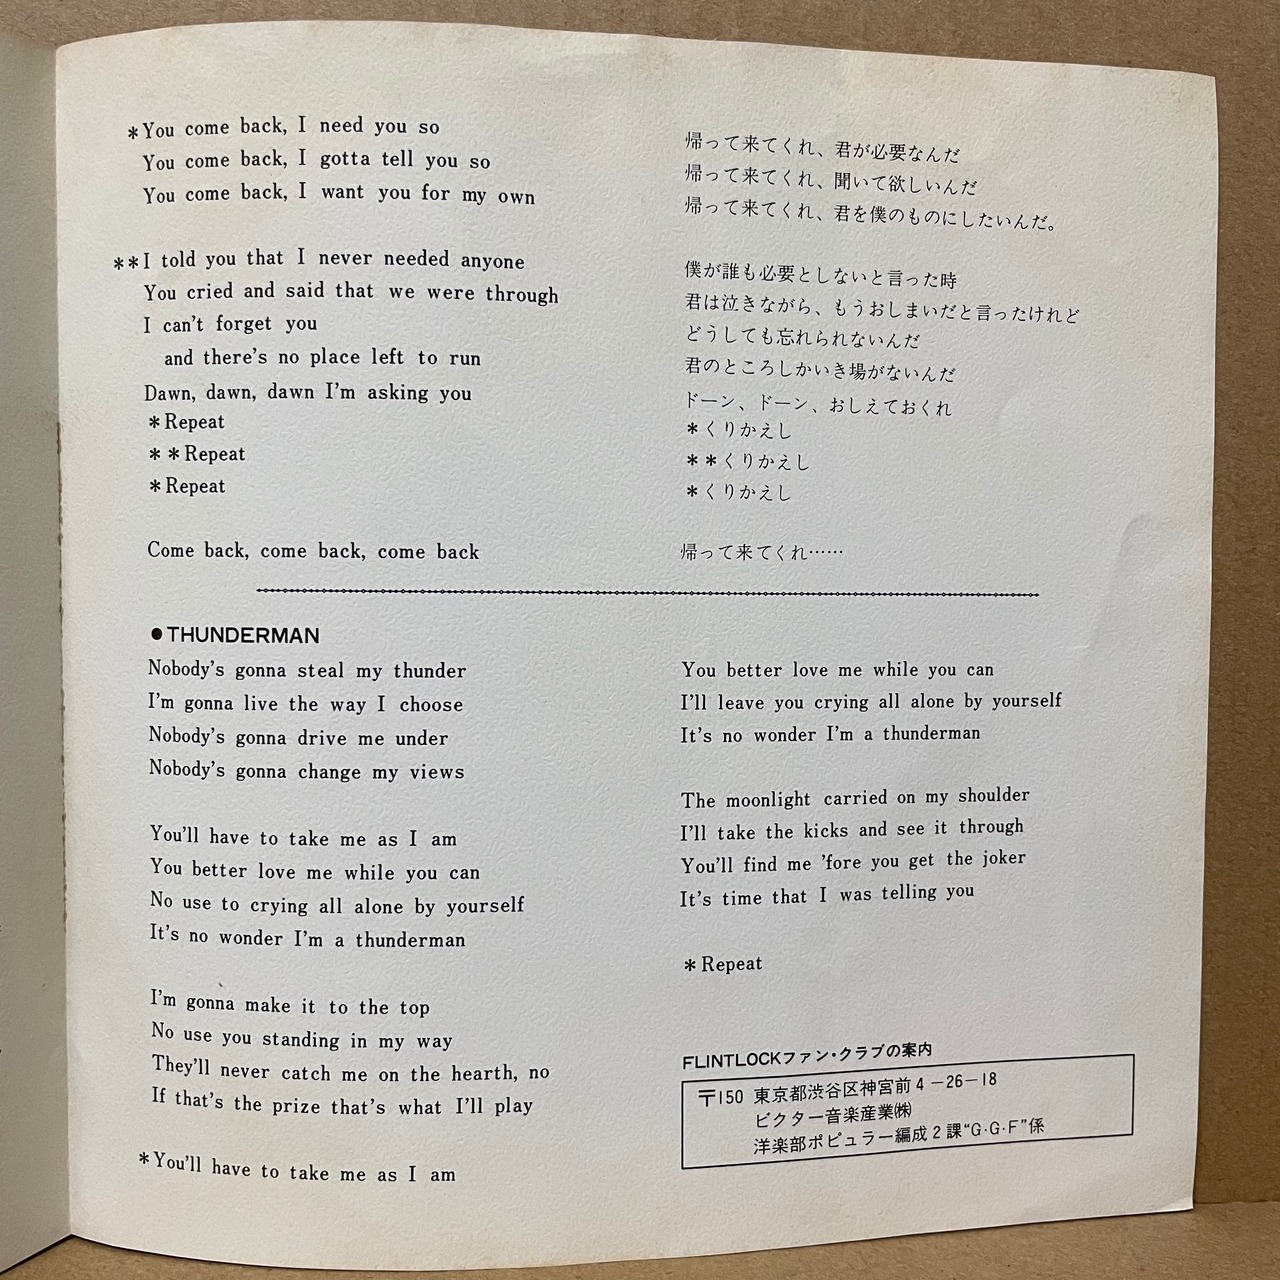 *You come back, I need you so
You come back, I gotta tell you so
You come back, I want you for my own
**I told you that I never needed anyone
You cried and said that we were through
I can't forget you
and there's no place left to run
Dawn, dawn, dawn I'm asking you
*Repeat
**Repeat
*Repeat
Come back, come back, come back
帰って来てくれ、君が必要なんだ
帰って来てくれ、聞いて欲しいんだ
帰って来てくれ、君を僕のものにしたいんだ。
僕が誰も必要としないと言った時
君は泣きながら、もうおしまいだと言ったけれど
どうしても忘れられないんだ
君のところしかいき場がないんだ
ドーン、ドーン、おしえておくれ
*くりかえし
**くりかえし
*くりかえし
帰って来てくれ……
●THUNDERMAN
Nobody's gonna steal my thunder
I'm gonna live the way I choose
Nobody's gonna drive me under
Nobody's gonna change my views
You'll have to take me as I am
You better love me while you can
No use to crying all alone by yourself
It's no wonder I'm a thunderman
I'm gonna make it to the top
No use you standing in my way
They'll never catch me on the hearth, no
If that's the prize that's what I'll play
*You'll have to take me as I am
You better love me while you can
I'll leave you crying all alone by yourself
It's no wonder I'm a thunderman
The moonlight carried on my shoulder
I'll take the kicks and see it through
You'll find me 'fore you get the joker
It's time that I was telling you
*Repeat
FLINTLOCKファン・クラブの案内
〒150 東京都渋谷区神宮前4-26-18
ビクター音楽産業㈱
洋楽部ポピュラー編成2課"G・G・F"係